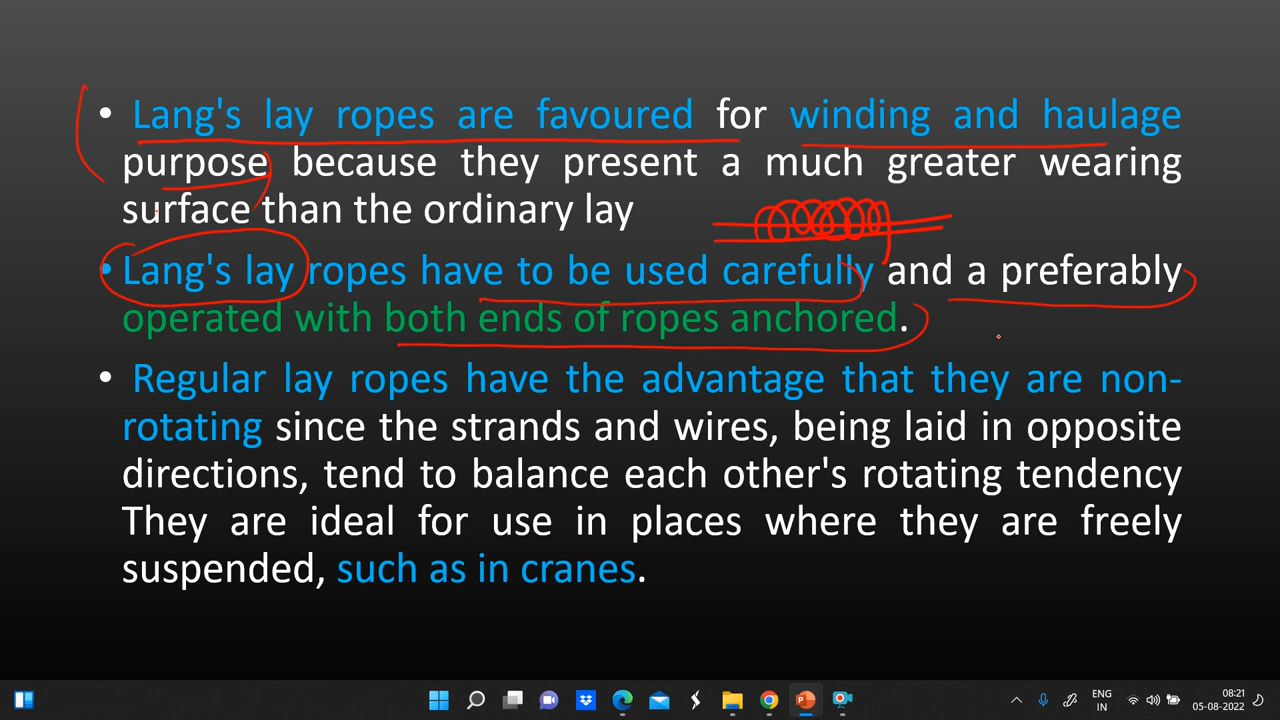 • Lang's lay ropes are favoured for winding and haulage
purpose because they present a much greater wearing
surface than the ordinary lay
• Lang's lay ropes have to be used carefully and a preferably
operated with both ends of ropes anchored.
• Regular lay ropes have the advantage that they are non-
rotating since the strands and wires, being laid in opposite
directions, tend to balance each other's rotating tendency
They are ideal for use in places where they are freely
suspended, such as in cranes.
ENG
IN
08:21
05-08-2022